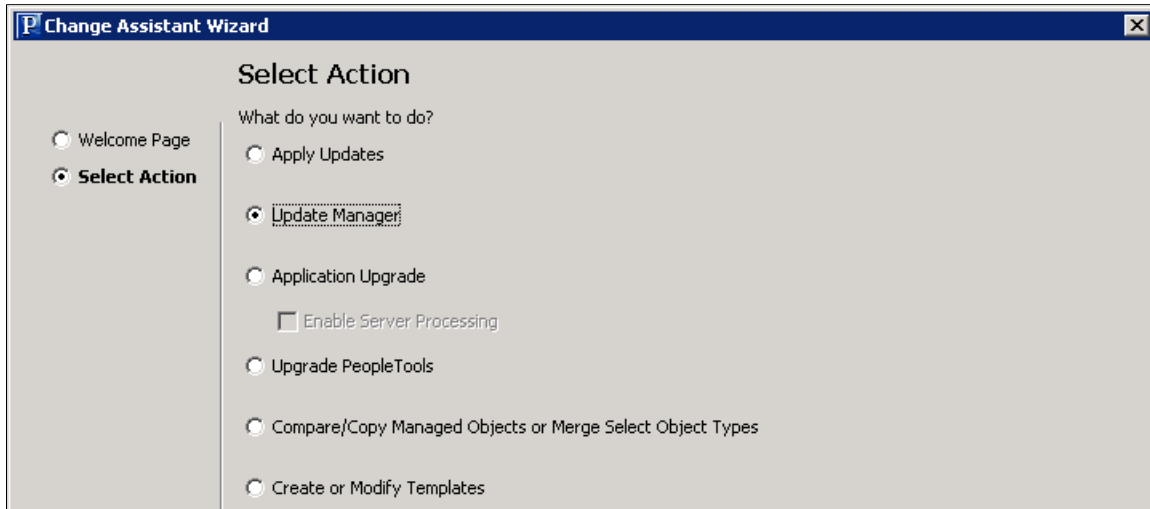 Change Assistant Wizard
Select Action
What do you want to do?
Welcome Page
Select Action
Apply Updates
Update Manager
Application Upgrade
Enable Server Processing
Upgrade PeopleTools
Compare/Copy Managed Objects or Merge Select Object Types
Create or Modify Templates